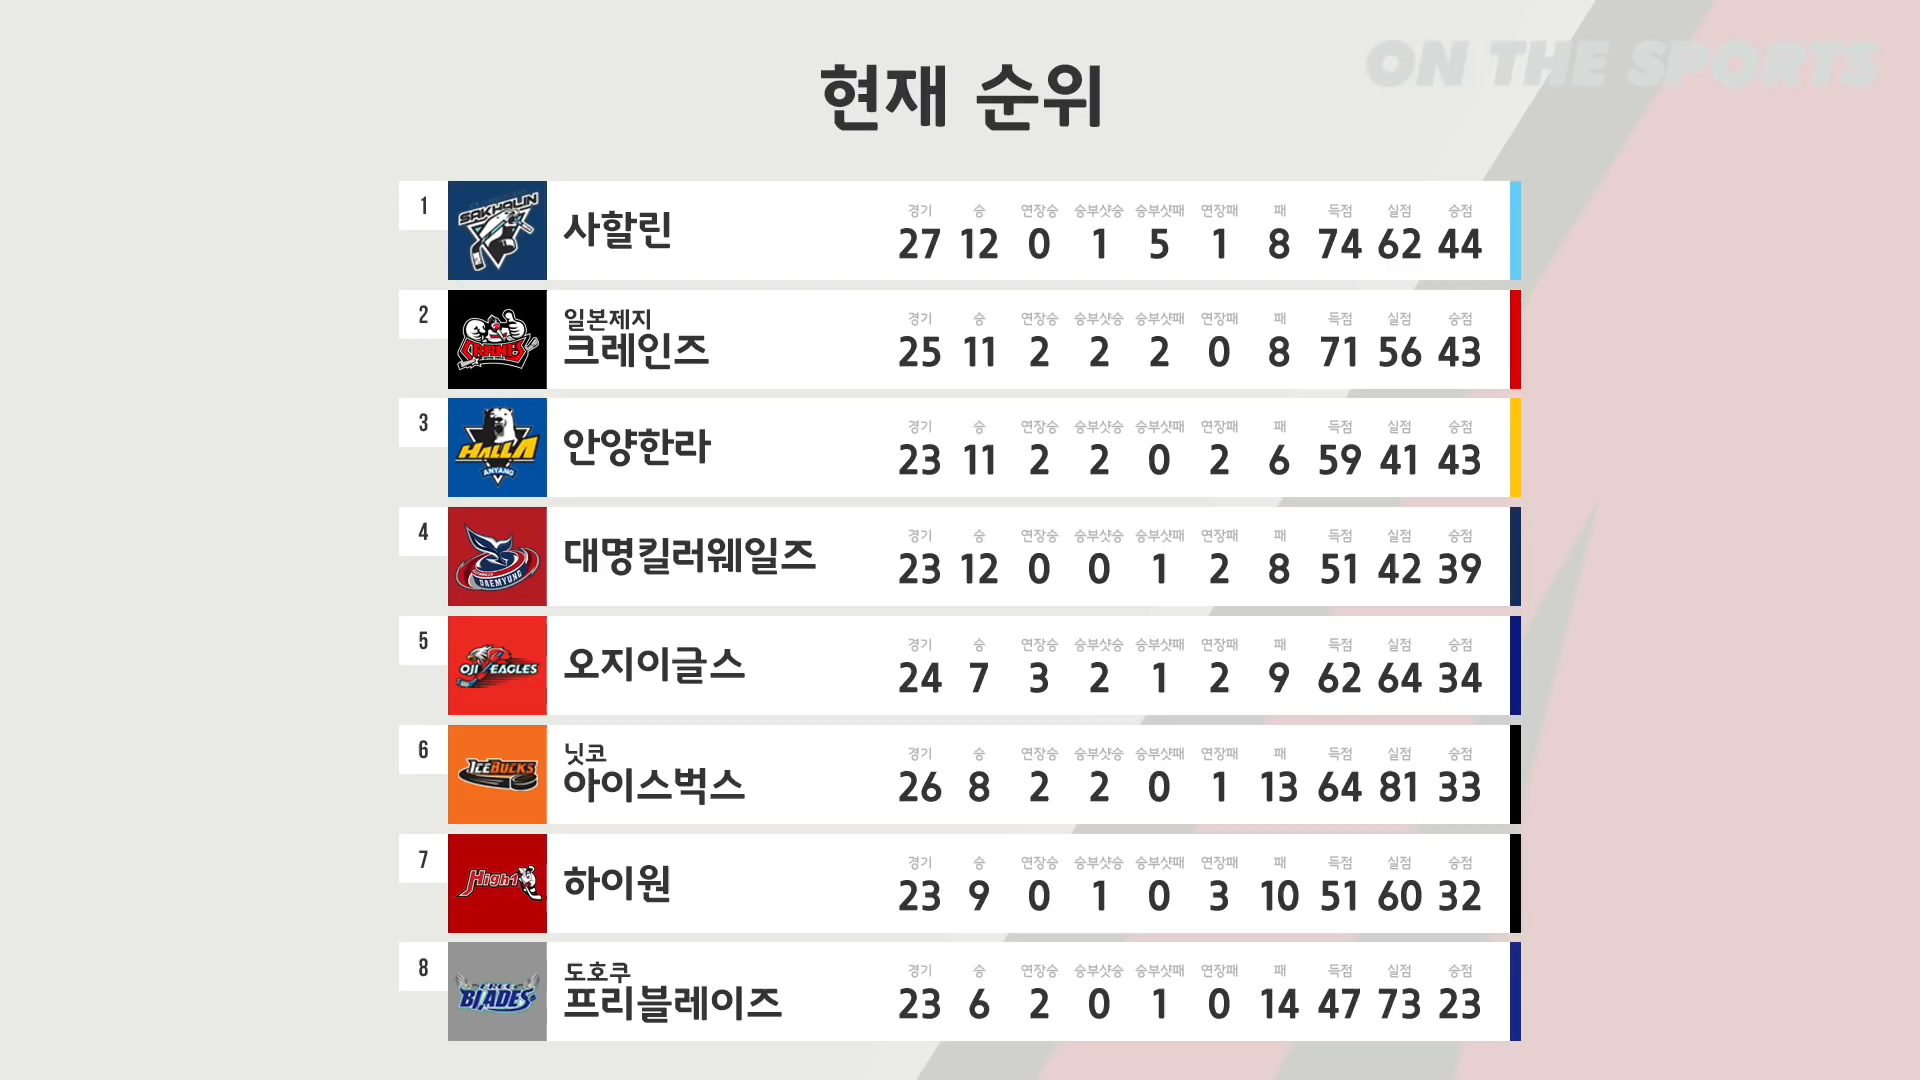 ON THE SPORTS
현재 순위
1
SAKHALIN
사할린
경기 승 연장승 승부샷승 승부샷패 연장패 패 득점 실점 승점
27 12 0 1 5 1 8 74 62 44
2
CRANES
일본제지
크레인즈
경기 승 연장승 승부샷승 승부샷패 연장패 패 득점 실점 승점
25 11 2 2 2 0 8 71 56 43
3
HALLA
ANYANG
안양한라
경기 승 연장승 승부샷승 승부샷패 연장패 패 득점 실점 승점
23 11 2 2 0 2 6 59 41 43
4
DAEMYUNG
대명킬러웨일즈
경기 승 연장승 승부샷승 승부샷패 연장패 패 득점 실점 승점
23 12 0 0 1 2 8 51 42 39
5
OJI EAGLES
오지이글스
경기 승 연장승 승부샷승 승부샷패 연장패 패 득점 실점 승점
24 7 3 2 1 2 9 62 64 34
6
ICEBUCKS
닛코
아이스벅스
경기 승 연장승 승부샷승 승부샷패 연장패 패 득점 실점 승점
26 8 2 2 0 1 13 64 81 33
7
High1
하이원
경기 승 연장승 승부샷승 승부샷패 연장패 패 득점 실점 승점
23 9 0 1 0 3 10 51 60 32
8
FREE
BLADES
도호쿠
프리블레이즈
경기 승 연장승 승부샷승 승부샷패 연장패 패 득점 실점 승점
23 6 2 0 1 0 14 47 73 23